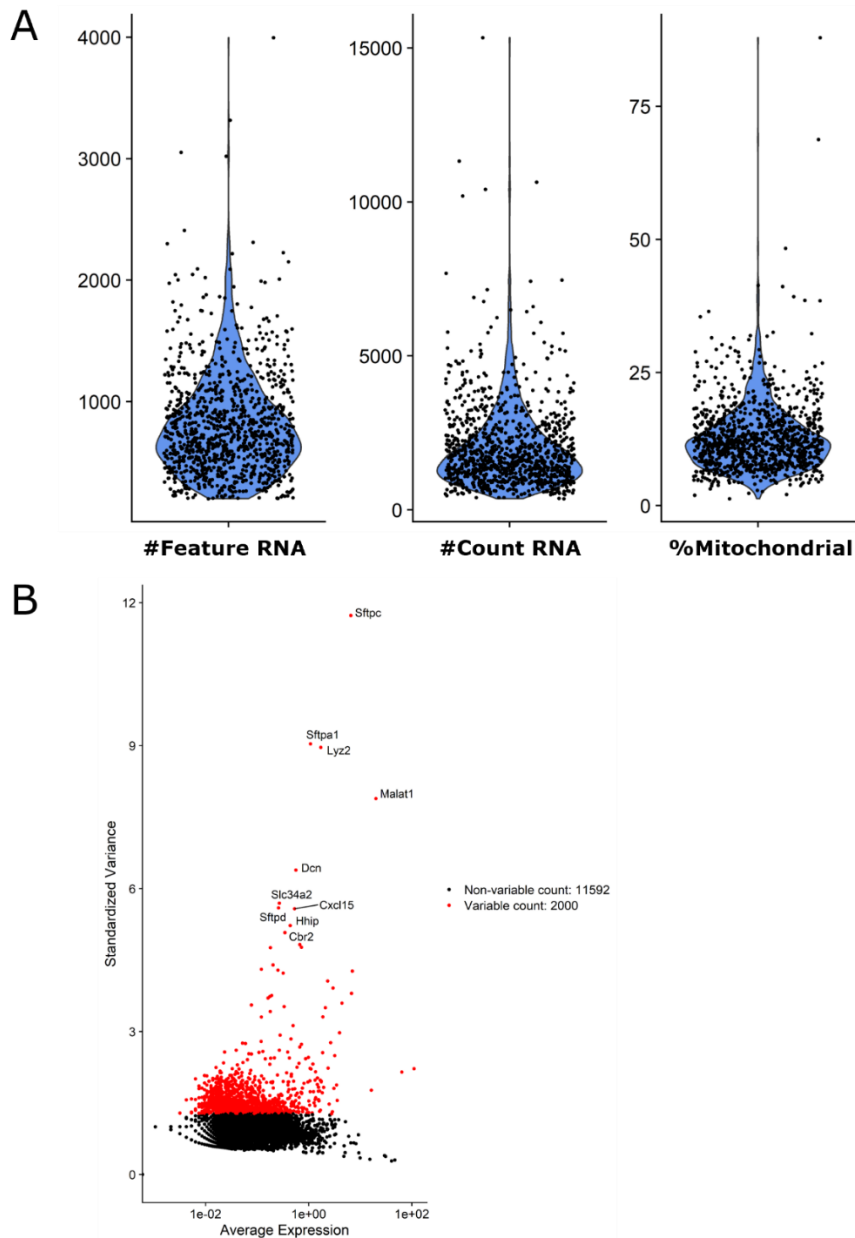 A
4000
3000
2000
1000
#Feature RNA
15000
10000
5000
0
#Count RNA
75
50
25
0
%Mitochondrial
B
12
9
6
3
0
Standardized Variance
Sftpc
Sftpa1
Lyz2
Malat1
Dcn
Slc34a2
Cxcl15
Sftpd
Hhip
Cbr2
Non-variable count: 11592
Variable count: 2000
1e-02
1e+00
1e+02
Average Expression